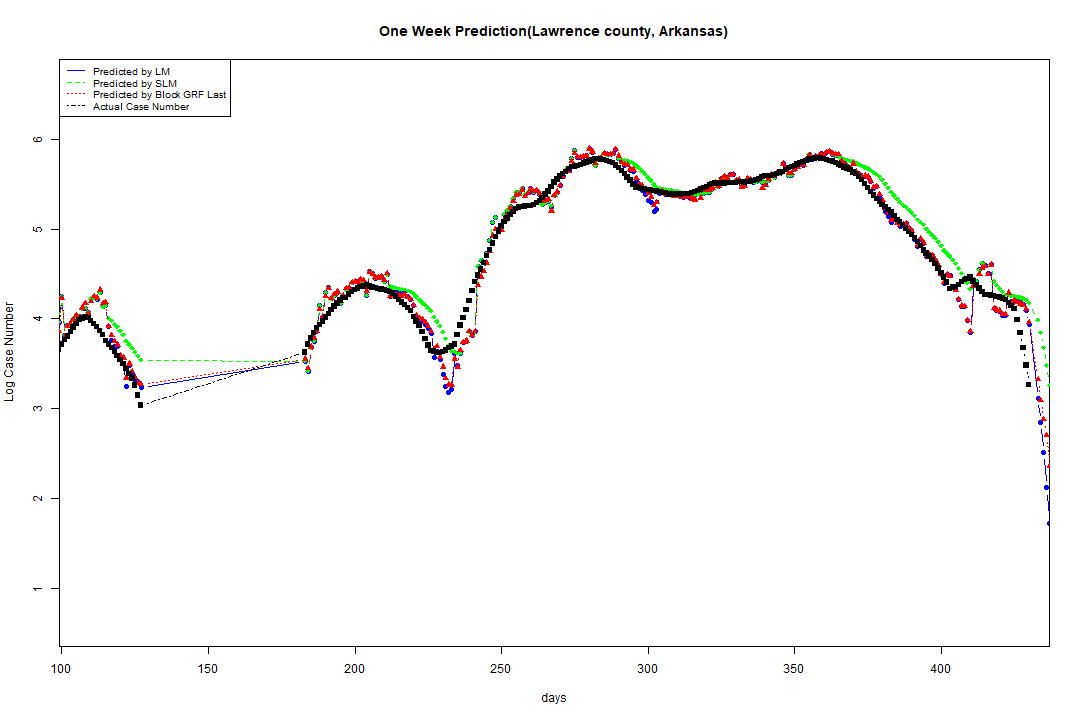 One Week Prediction(Lawrence county, Arkansas)
Predicted by LM
Predicted by SLM
Predicted by Block GRF Last
Actual Case Number
6
5
4
3
2
1
Log Case Number
100 150 200 250 300 350 400
days